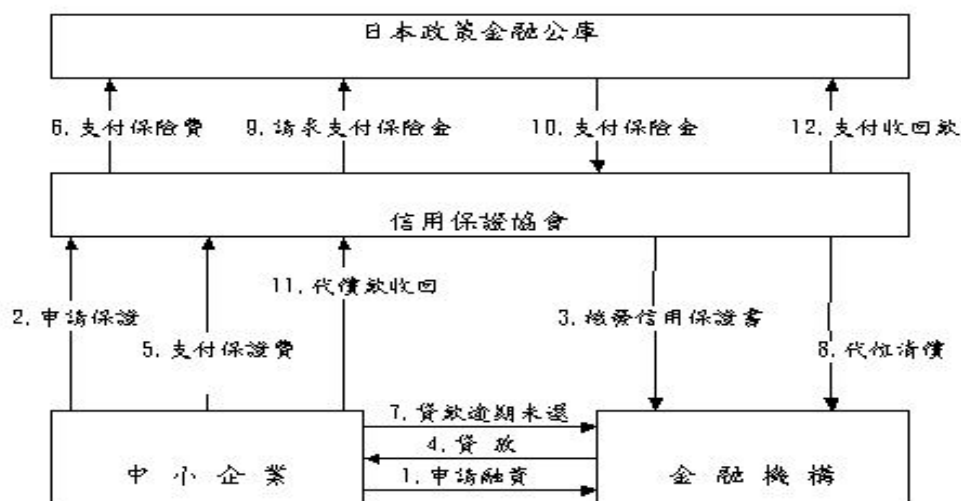 日本政策金融公庫
6. 支付保險費
9. 請求支付保險金
10. 支付保險金
12. 支付收回款
信用保證協會
11. 代償款收回
2. 申請保證
3. 核發信用保證書
5. 支付保證費
8. 代位清償
7. 貸款逾期未還
4. 貸 放
1. 申請融資
中 小 企 業
金 融 機 構